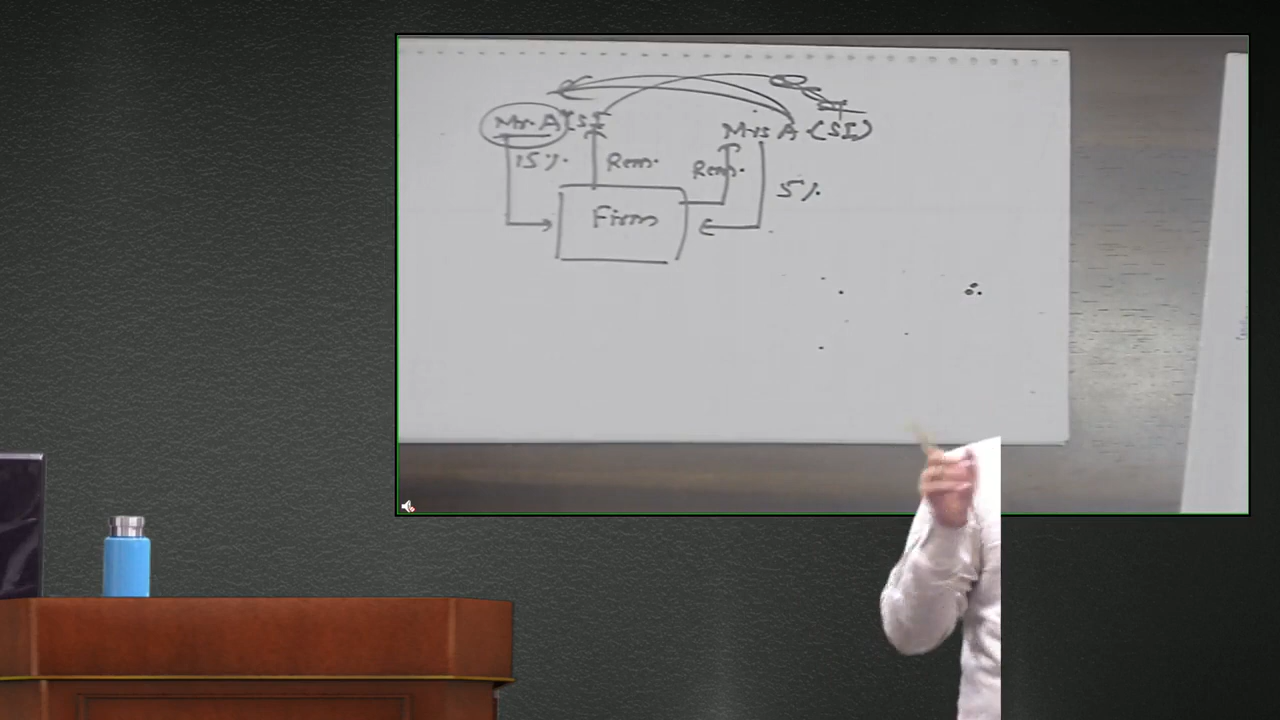 Mr. A (SI
Mrs A (SI)
15%. Rem. Rem.
5%
Firm